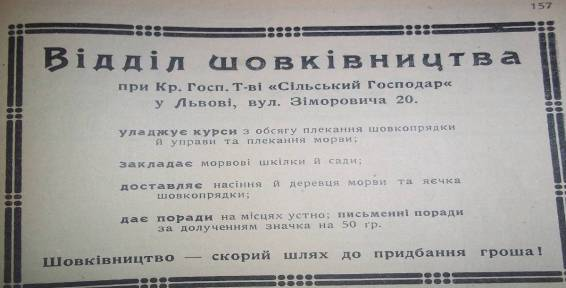 157
Відділ шовківництва
при Кр. Госп. Т-ві «Сільський Господар“
у Львові, вул. Зіморовича 20.
уладжує курси з обсягу плекання шовкопрядки
й управи та плекання морви;
закладає морвові шкілки й сади;
доставляє насіння й деревця морви та яєчка
шовкопрядки;
дає поради на місцях устно; письменні поради
за долученням значка на 50 гр.
Шовківництво — скорий шлях до придбання гроша!